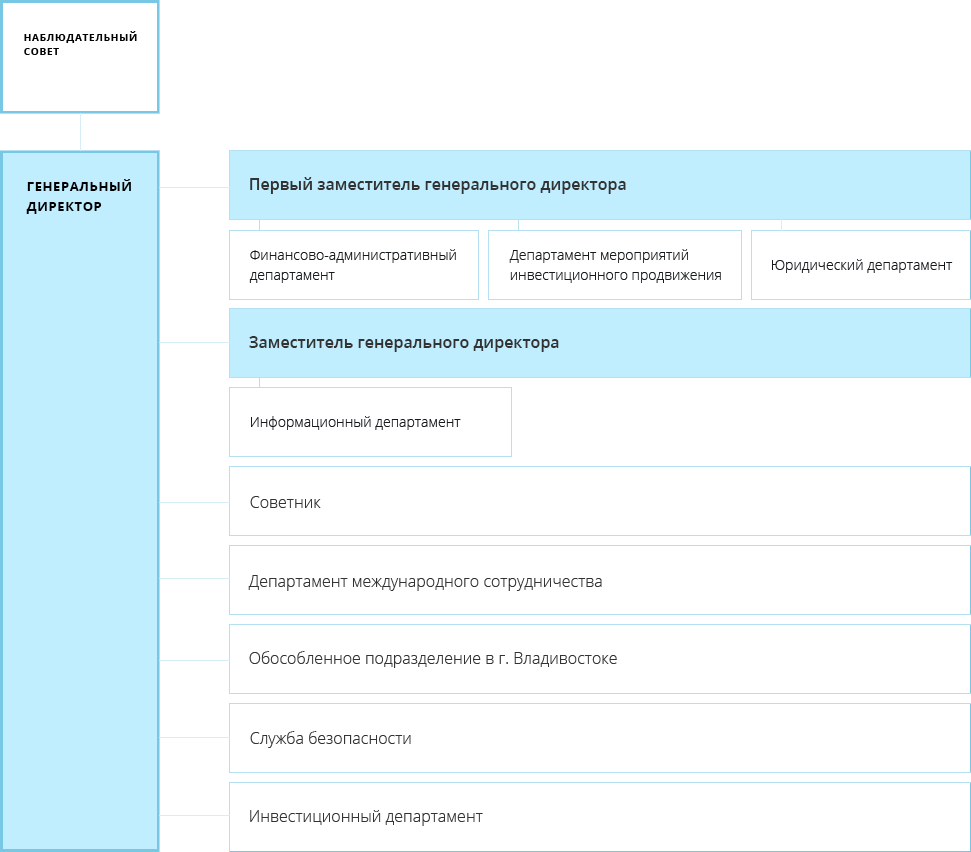 НАБЛЮДАТЕЛЬНЫЙ
СОВЕТ
ГЕНЕРАЛЬНЫЙ
ДИРЕКТОР
Первый заместитель генерального директора
Финансово-административный
департамент
Департамент мероприятий
инвестиционного продвижения
Юридический департамент
Заместитель генерального директора
Информационный департамент
Советник
Департамент международного сотрудничества
Обособленное подразделение в г. Владивостоке
Служба безопасности
Инвестиционный департамент